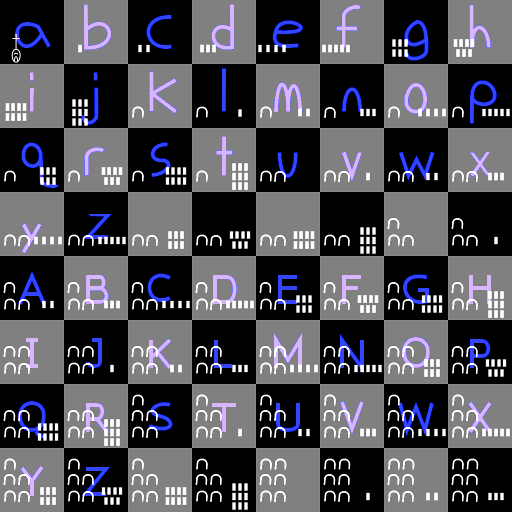 a b c d e f g h
i j k l m n o p
q r s t u v w x
y z
A B C D E F G H
I J K L M N O P
Q R S T U V W X
Y Z